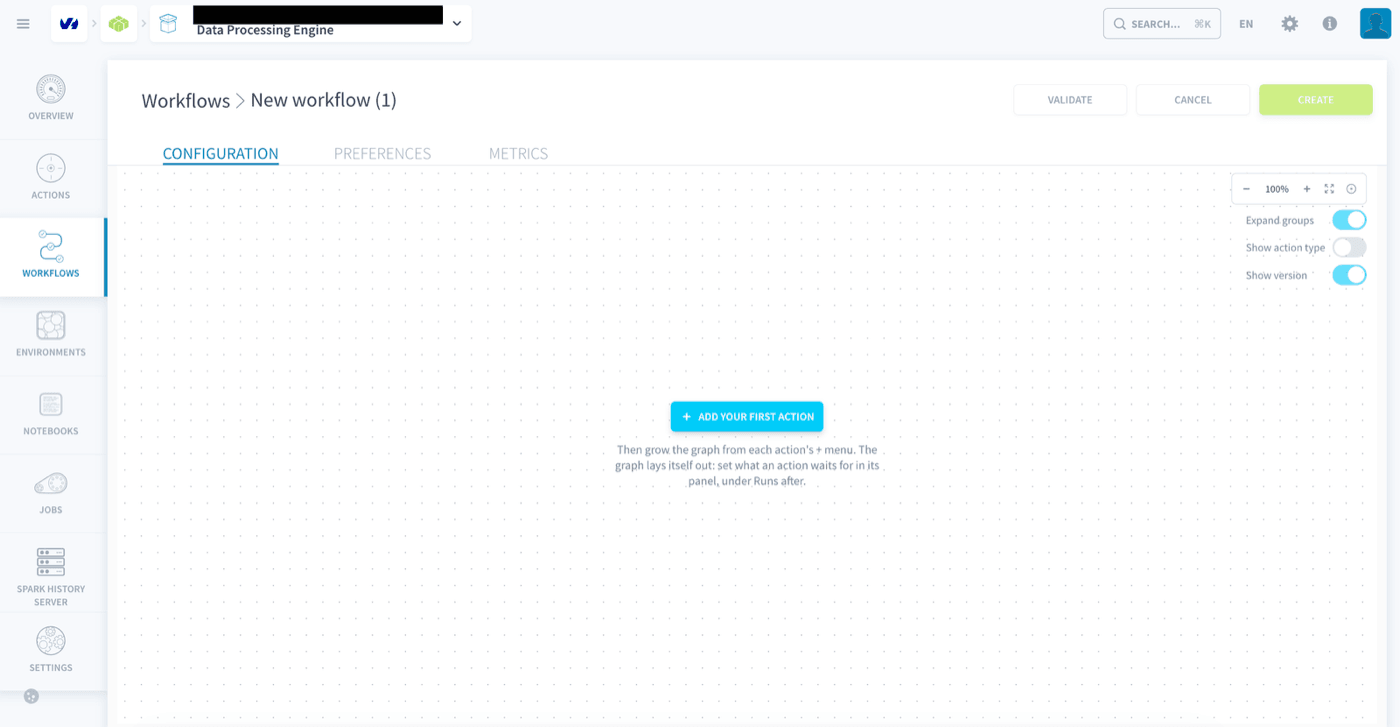 Data Processing Engine
SEARCH... ⌘K
EN
Workflows > New workflow (1)
VALIDATE
CANCEL
CREATE
CONFIGURATION
PREFERENCES
METRICS
− 100% +
Expand groups
Show action type
Show version
OVERVIEW
ACTIONS
WORKFLOWS
ENVIRONMENTS
NOTEBOOKS
JOBS
SPARK HISTORY
SERVER
SETTINGS
+ ADD YOUR FIRST ACTION
Then grow the graph from each action's + menu. The
graph lays itself out: set what an action waits for in its
panel, under Runs after.